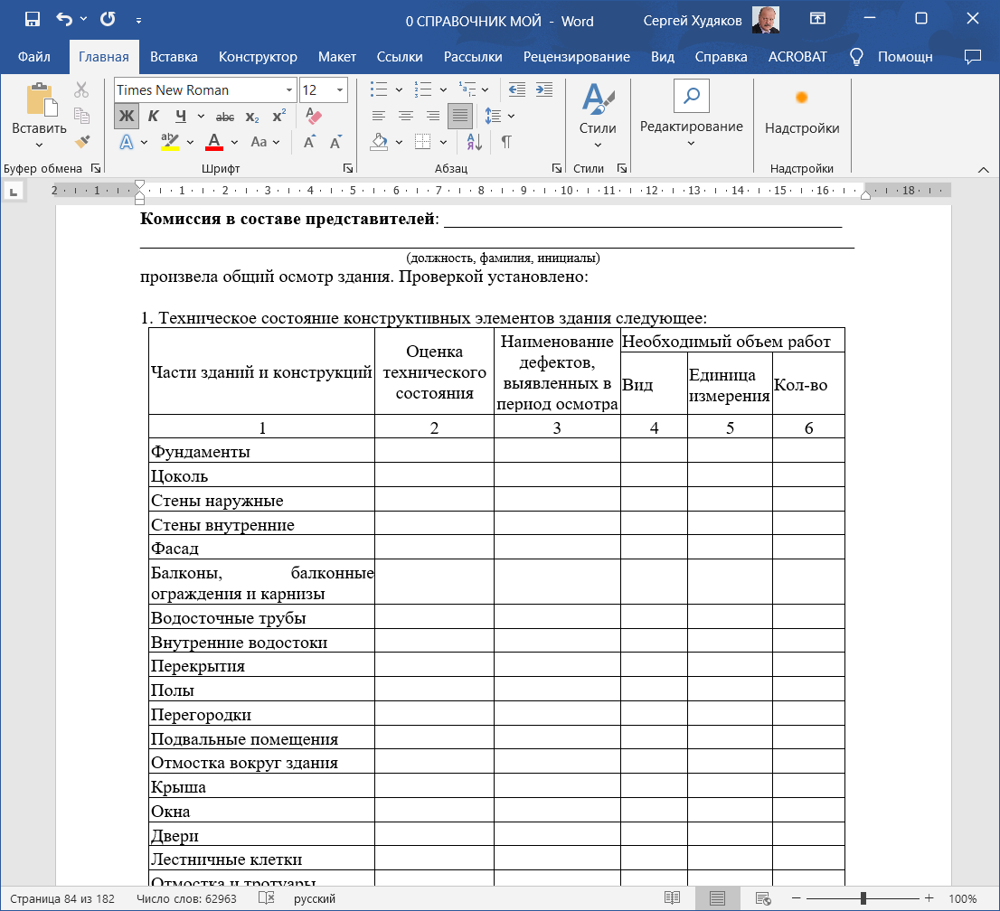 0 СПРАВОЧНИК МОЙ - Word
Сергей Худяков
Файл Главная Вставка Конструктор Макет Ссылки Рассылки Рецензирование Вид Справка ACROBAT Помощн
Times New Roman 12
Ж К Ч abc x₂ x²
A Aa A A
Вставить
Стили
Редактирование
Надстройки
Буфер обмена Шрифт Абзац Стили Надстройки
2 1 1 2 3 4 5 6 7 8 9 10 11 12 13 14 15 16 18
Комиссия в составе представителей:
(должность, фамилия, инициалы)
произвела общий осмотр здания. Проверкой установлено:
1. Техническое состояние конструктивных элементов здания следующее:
Части зданий и конструкций
Оценка
технического
состояния
Наименование
дефектов,
выявленных в
период осмотра
Необходимый объем работ
Вид
Единица
измерения
Кол-во
1 2 3 4 5 6
Фундаменты
Цоколь
Стены наружные
Стены внутренние
Фасад
Балконы, балконные
ограждения и карнизы
Водосточные трубы
Внутренние водостоки
Перекрытия
Полы
Перегородки
Подвальные помещения
Отмостка вокруг здания
Крыша
Окна
Двери
Лестничные клетки
Отмостка и тротуары
Страница 84 из 182 Число слов: 62963 русский 100%